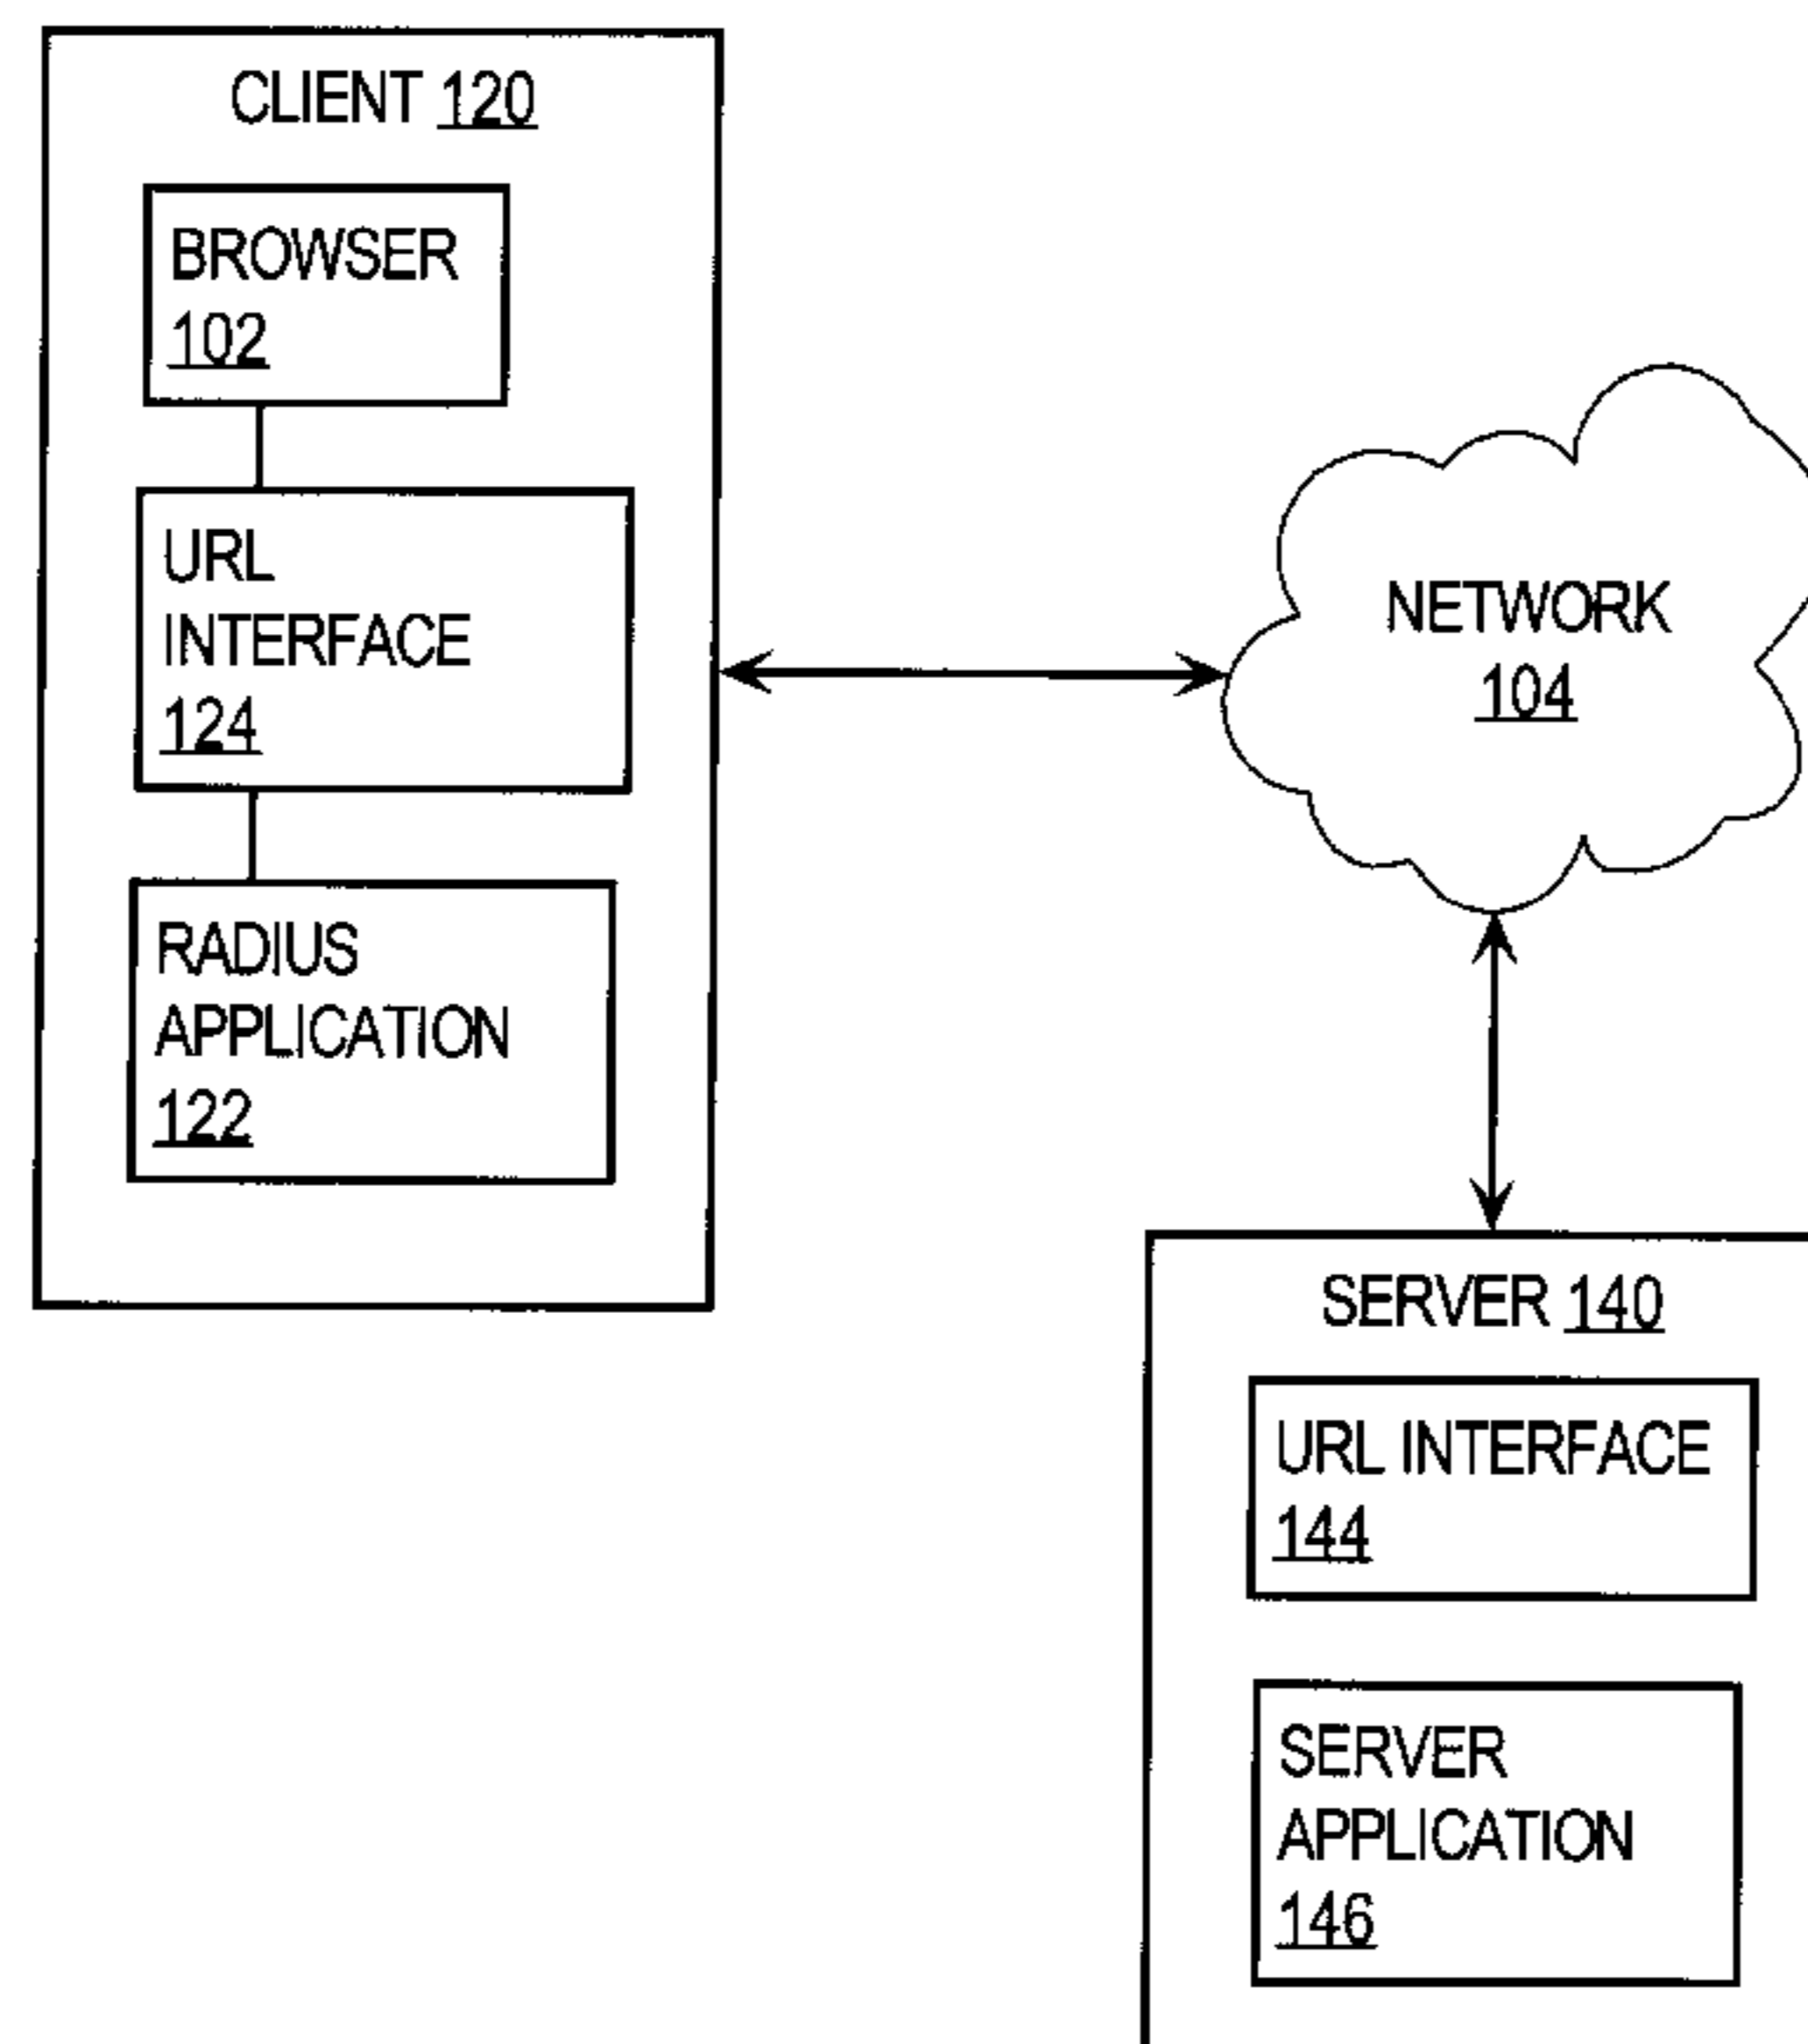 CLIENT 120
BROWSER
102
URL
INTERFACE
124
RADIUS
APPLICATION
122
NETWORK
104
SERVER 140
URL INTERFACE
144
SERVER
APPLICATION
146